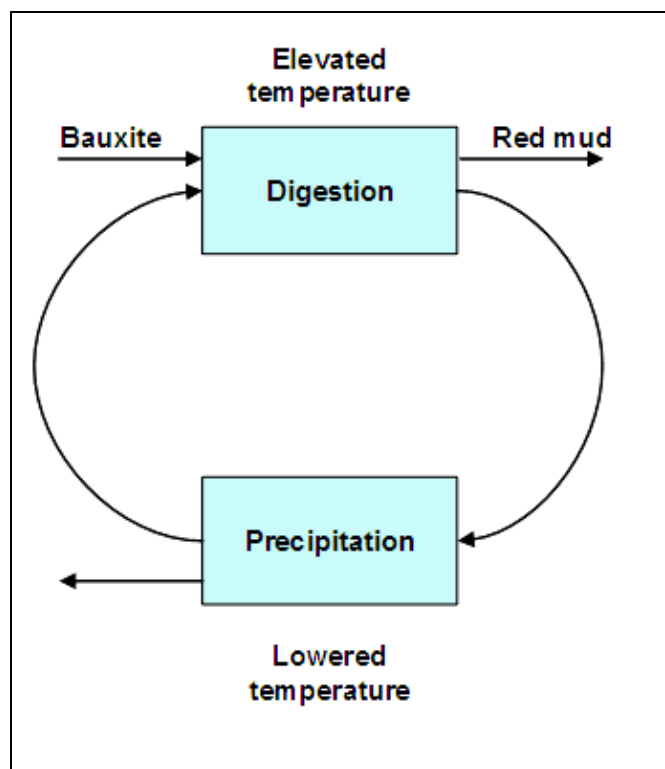 Elevated
temperature
Bauxite
Red mud
Digestion
Precipitation
Lowered
temperature